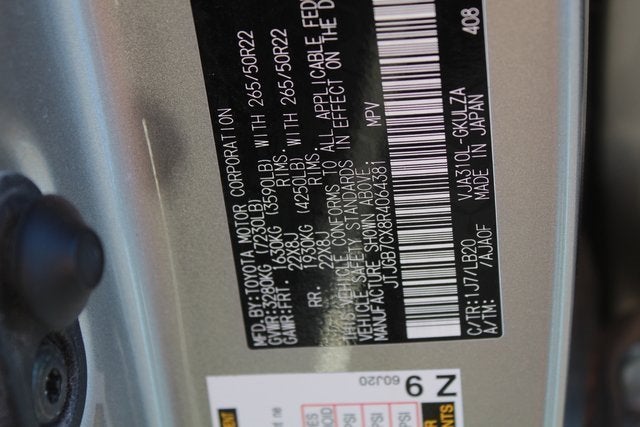 MFD.BY:TOYOTA MOTOR CORPORATION
GVWR:3280KG (7230LB)
GAWR:FRT. 1630KG (3590LB) WITH 265/50R22
22X8J RIMS.
RR. 1930KG (4250LB) WITH 265/50R22
22X8J RIMS.
THIS VEHICLE CONFORMS TO ALL APPLICABLE FED
VEHICLE SAFETY STANDARDS IN EFFECT ON THE D
MANUFACTURE SHOWN ABOVE.
JTJGB7CX8R4064381 MPV
408
C/TR:1J7/LB20 VJA310L-GKULZA
A/TM: /AJA0F MADE IN JAPAN
Z 9
60J20